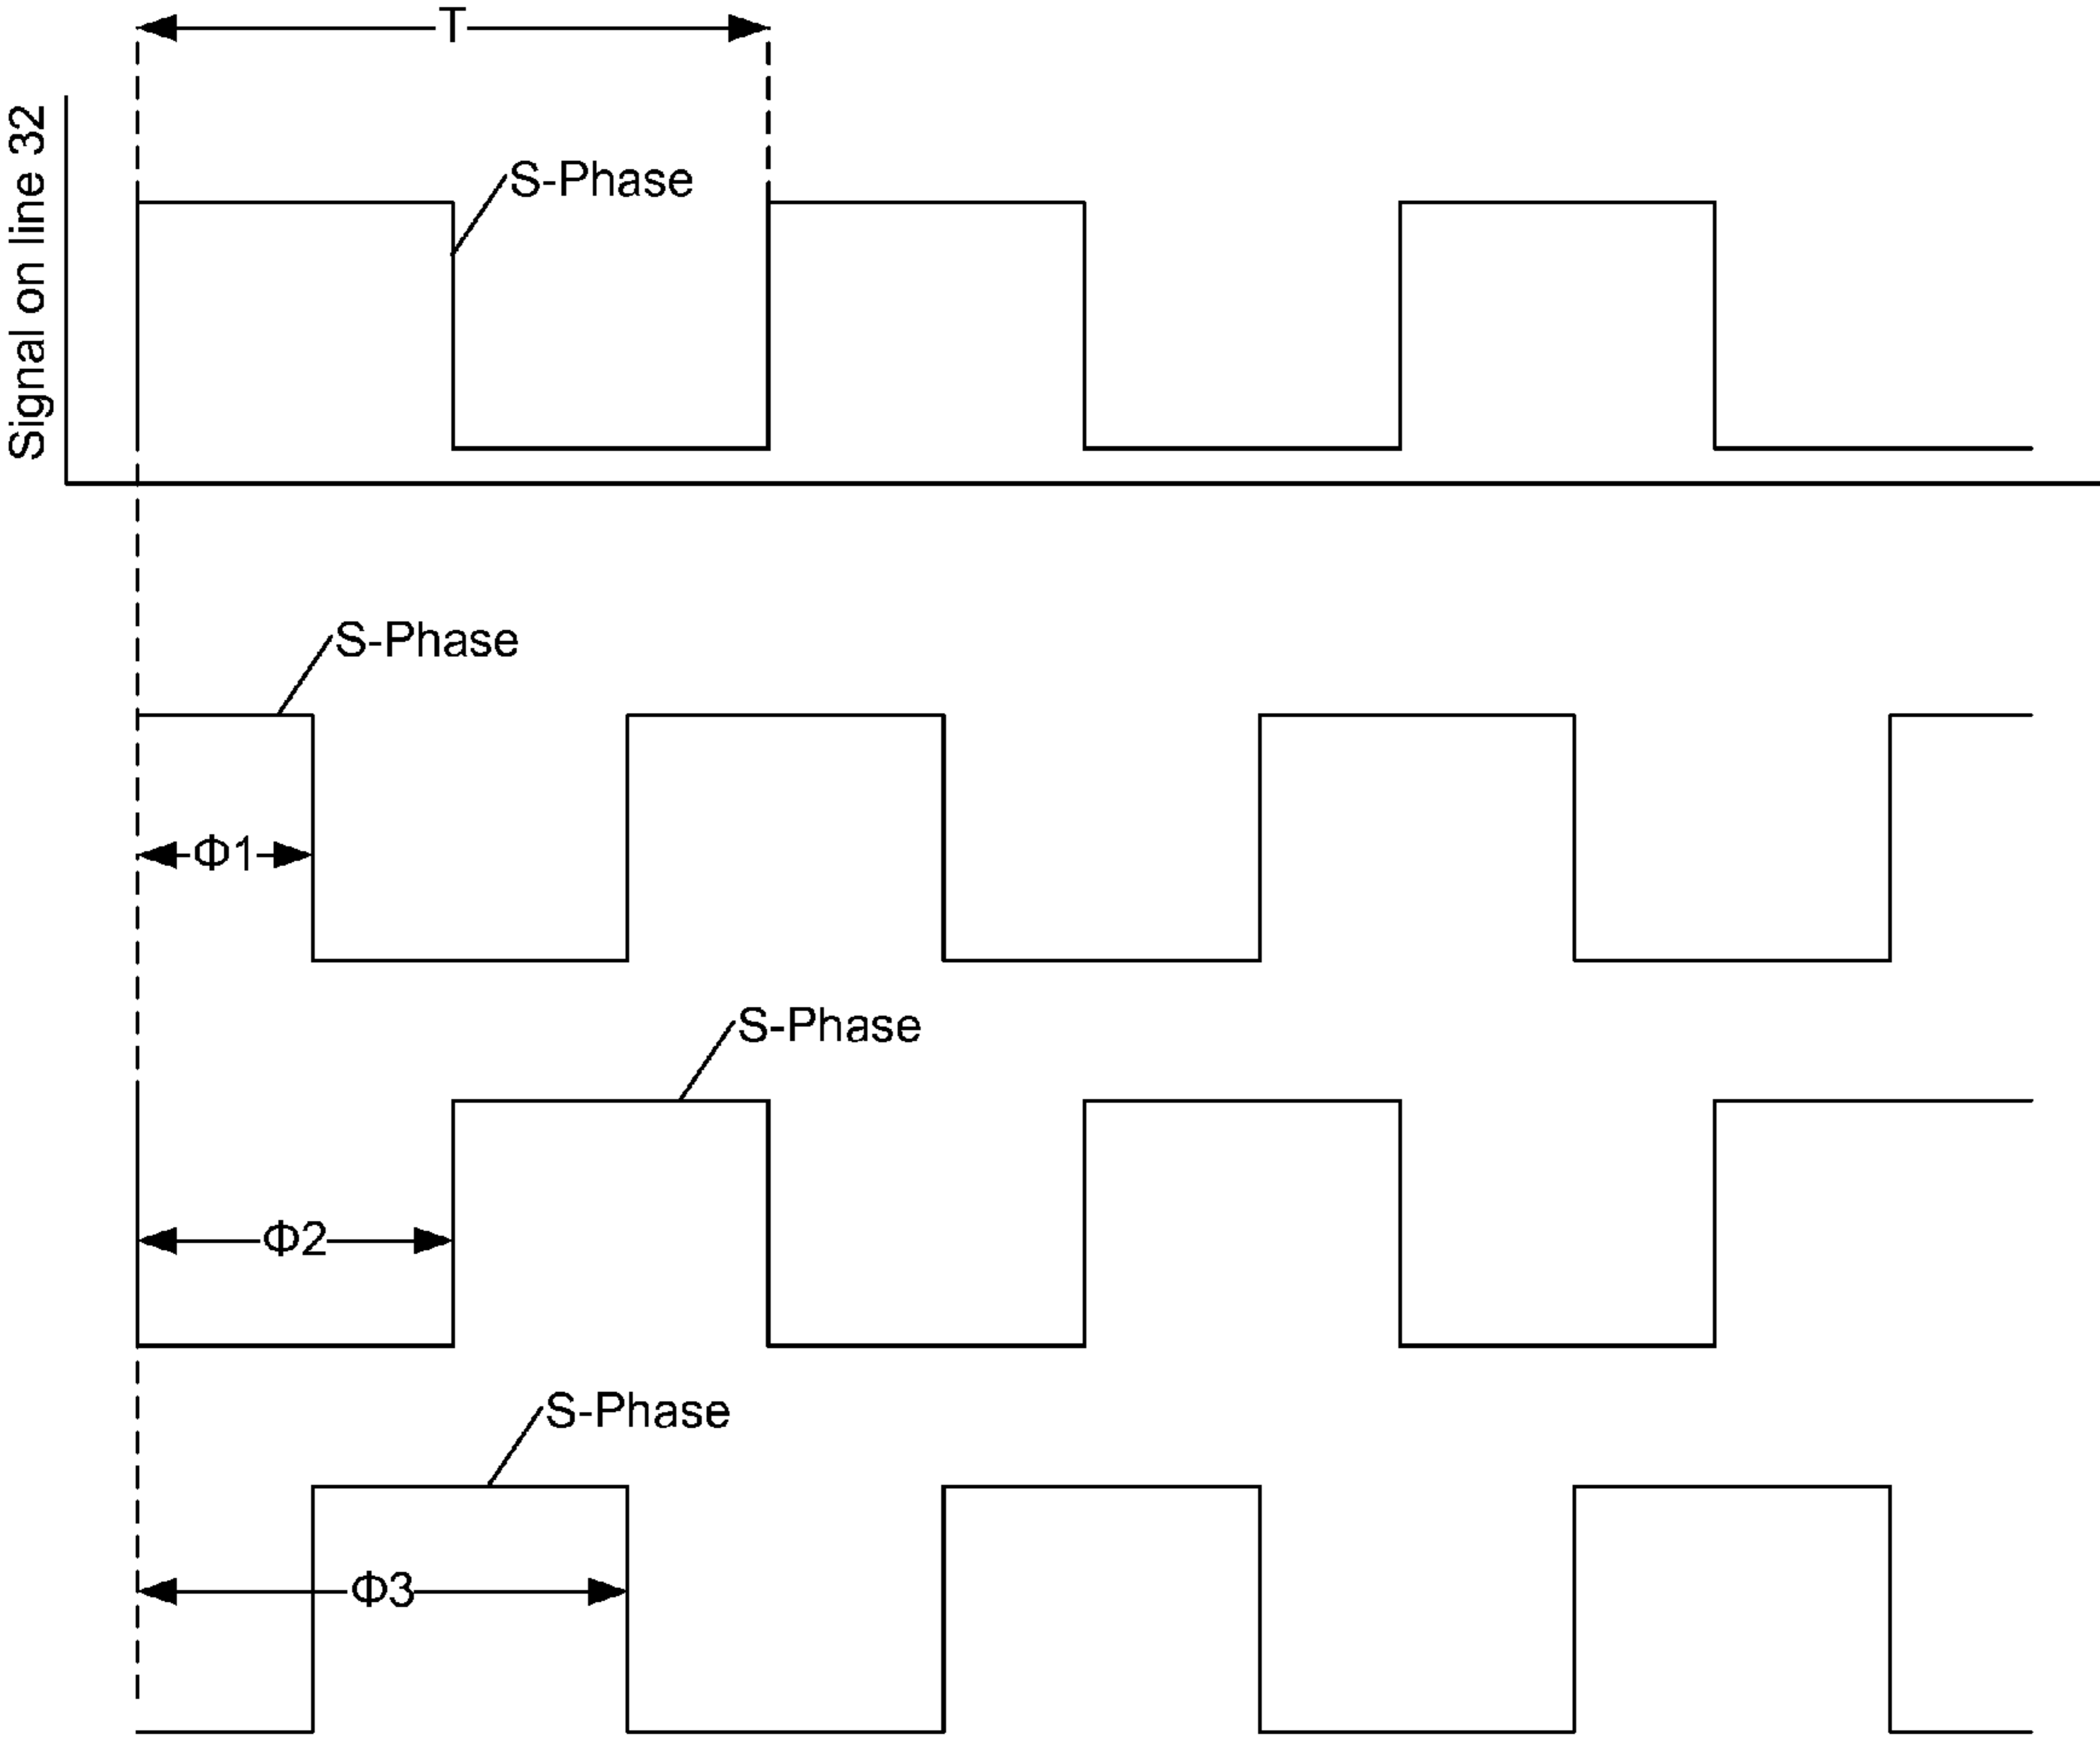 T
Signal on line 32
S-Phase
S-Phase
Φ1
S-Phase
Φ2
S-Phase
Φ3